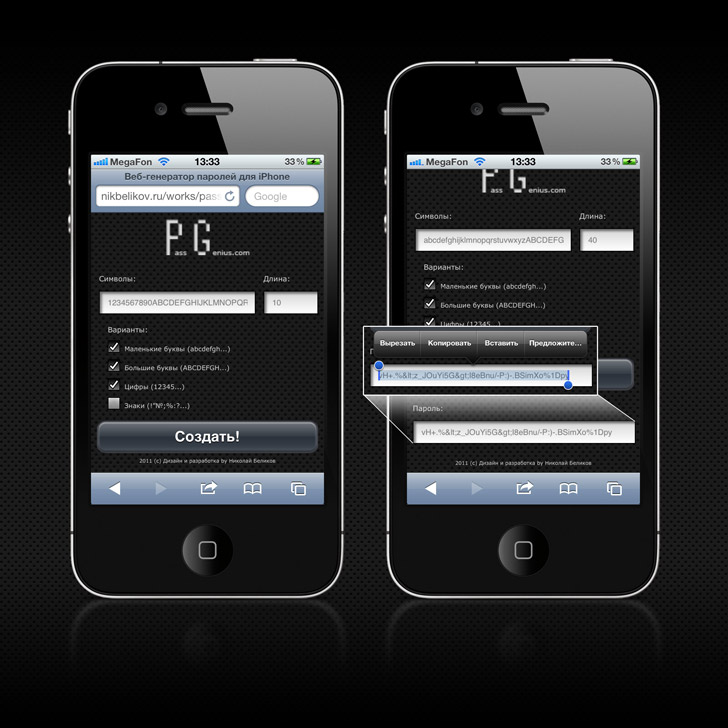 MegaFon 13:33 33 %
Веб-генератор паролей для iPhone
nikbelikov.ru/works/pas Google
Pass Genius.com
Символы: Длина:
1234567890ABCDEFGHIJKLMNOPQR 10
Варианты:
Маленькие буквы (abcdefgh...)
Большие буквы (ABCDEFG...)
Цифры (12345...)
Знаки (!"№;%:?...)
Создать!
2011 (c) Дизайн и разработка by Николай Беликов
MegaFon 13:33 33 %
Pass Genius.com
Символы: Длина:
abcdefghijklmnopqrstuvwxyzABCDEFG 40
Варианты:
Маленькие буквы (abcdefgh...)
Большие буквы (ABCDEFG...)
Цифры (12345...)
Вырезать Копировать Вставить Предложите...
vH+.%&lt;z_JOuYi5G&gt;l8eBnu/-P:)-.BSimXo%1Dpy
Пароль:
vH+.%&lt;z_JOuYi5G&gt;l8eBnu/-P:)-.BSimXo%1Dpy
2011 (c) Дизайн и разработка by Николай Беликов